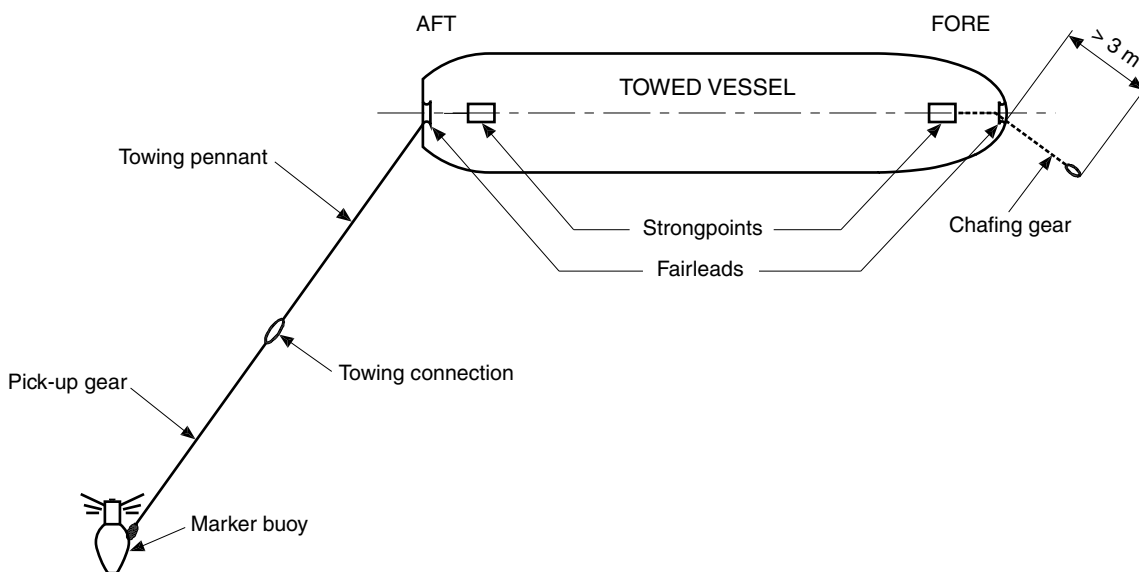 AFT
FORE
> 3 m
TOWED VESSEL
Towing pennant
Strongpoints
Chafing gear
Fairleads
Towing connection
Pick-up gear
Marker buoy